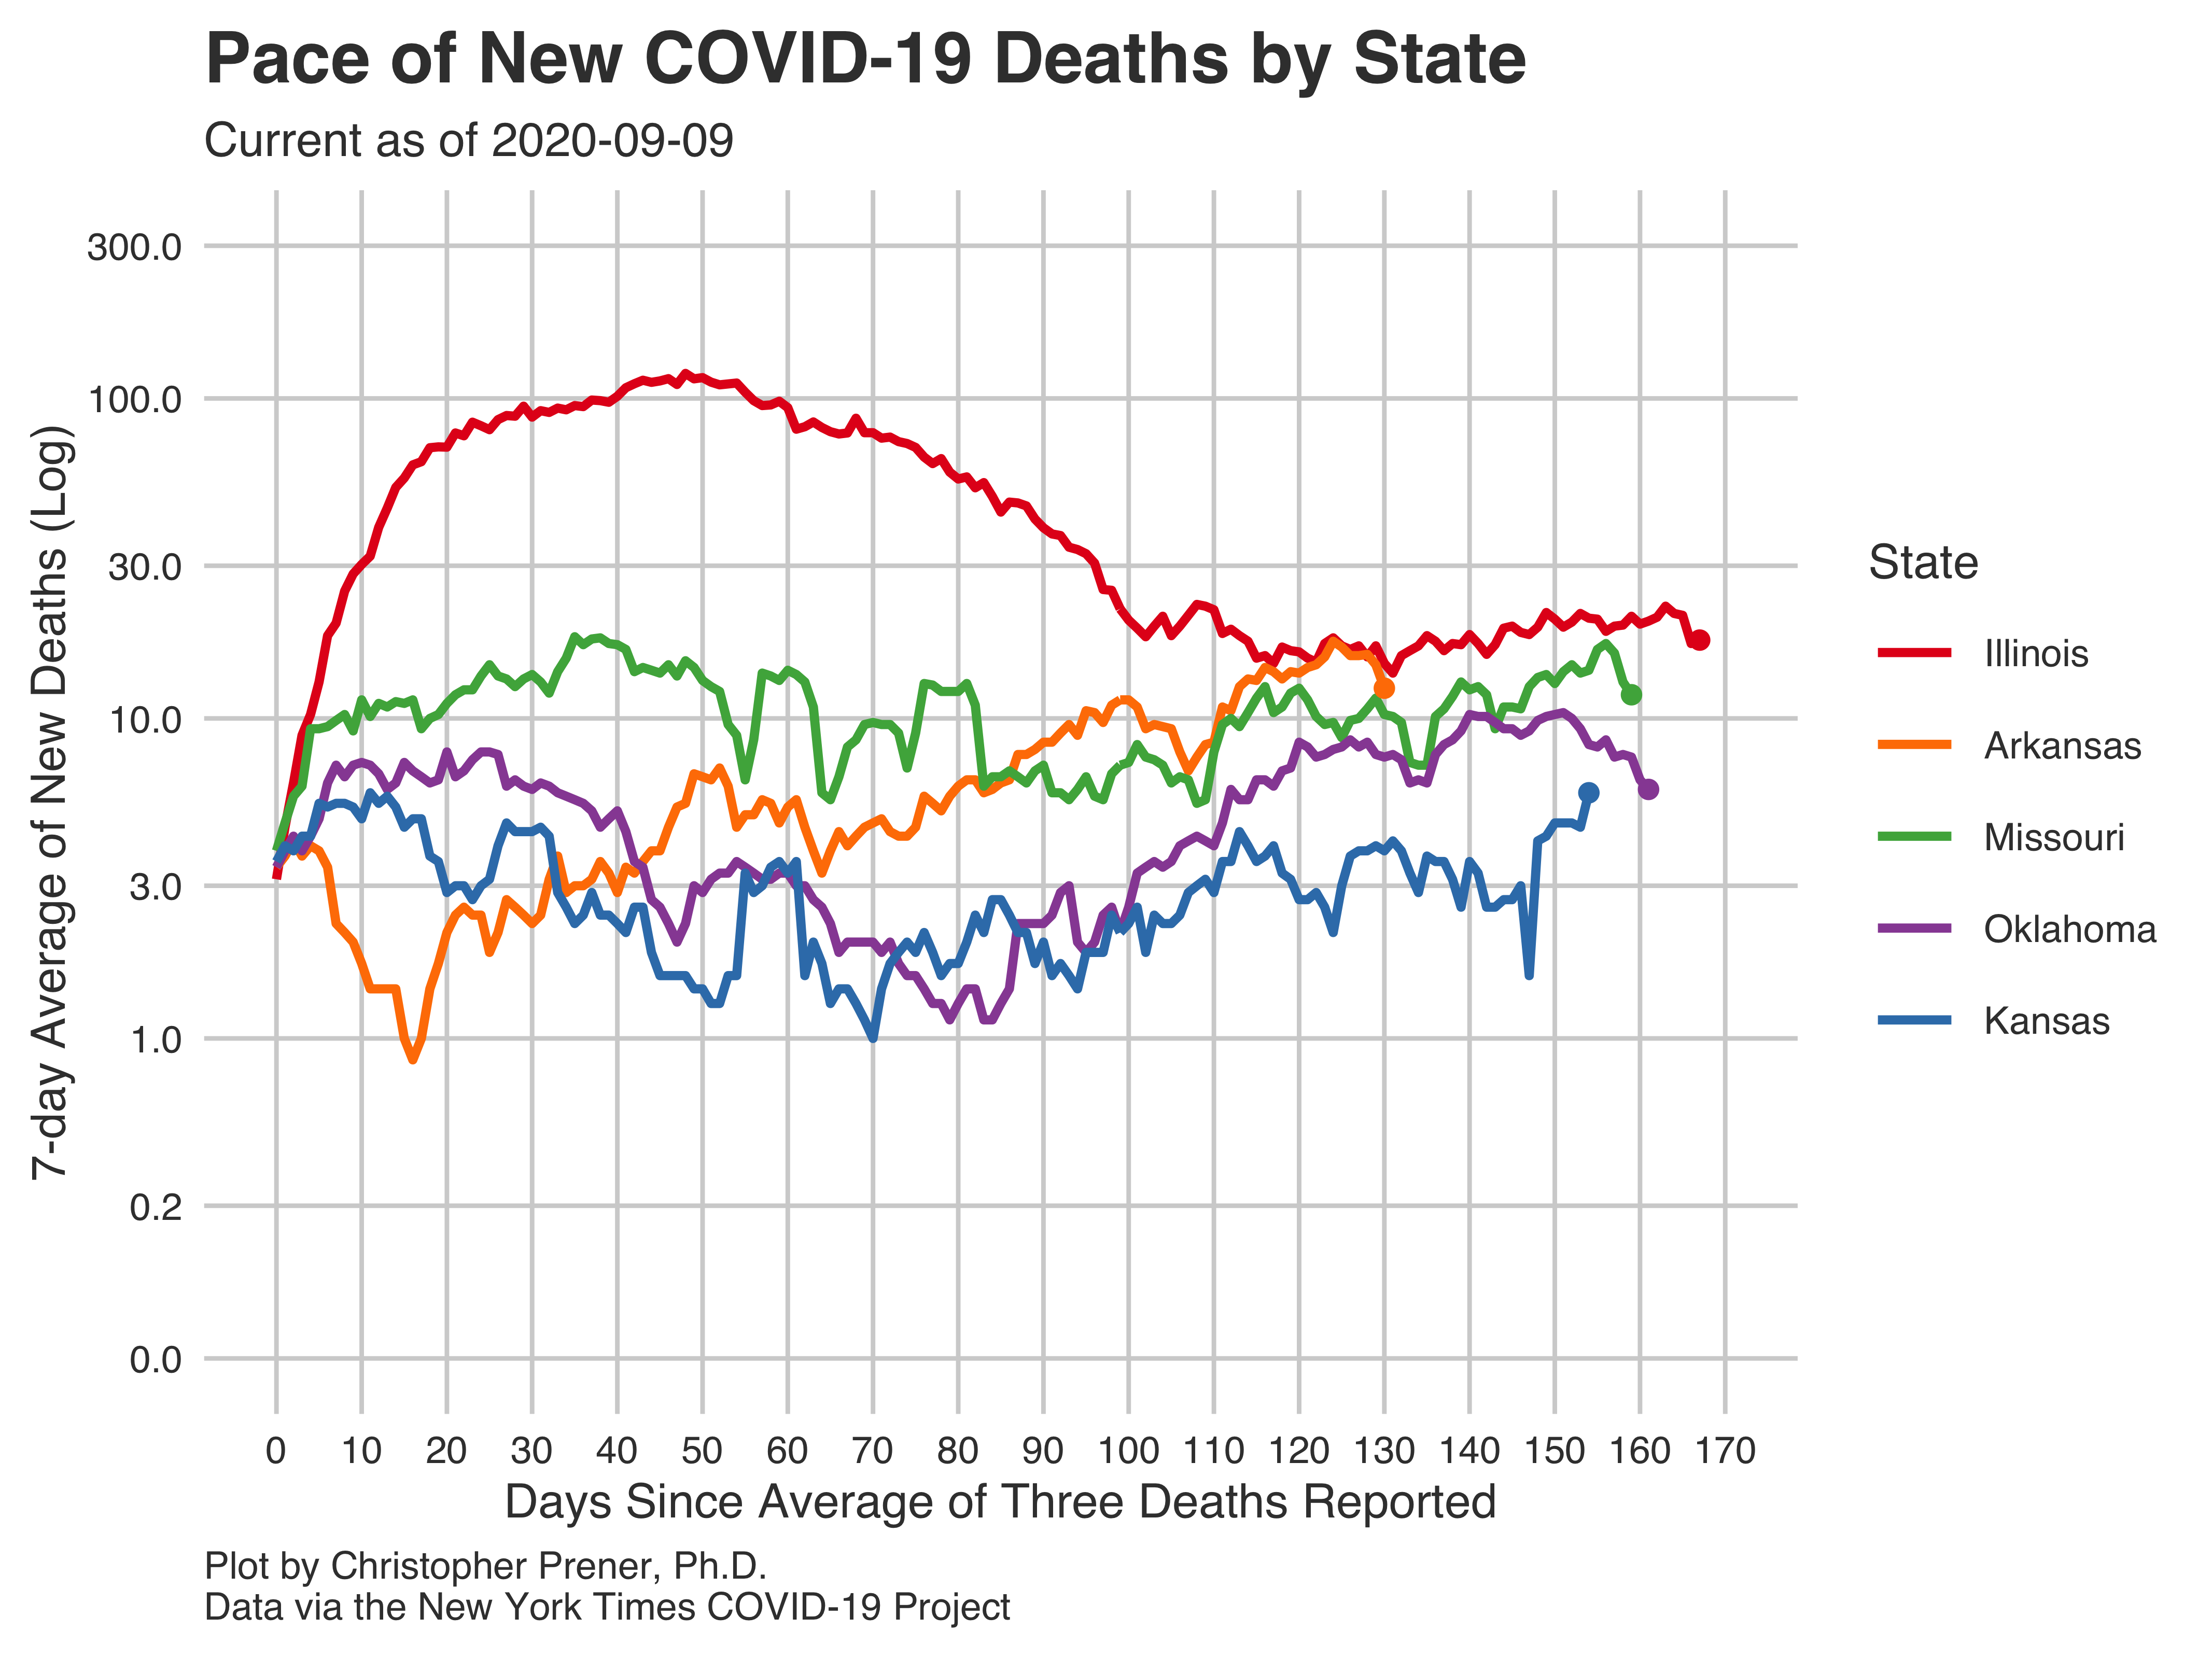 Pace of New COVID-19 Deaths by State
Current as of 2020-09-09
7-day Average of New Deaths (Log)
300.0
100.0
30.0
10.0
3.0
1.0
0.2
0.0
0 10 20 30 40 50 60 70 80 90 100 110 120 130 140 150 160 170
Days Since Average of Three Deaths Reported
State
Illinois
Arkansas
Missouri
Oklahoma
Kansas
Plot by Christopher Prener, Ph.D.
Data via the New York Times COVID-19 Project